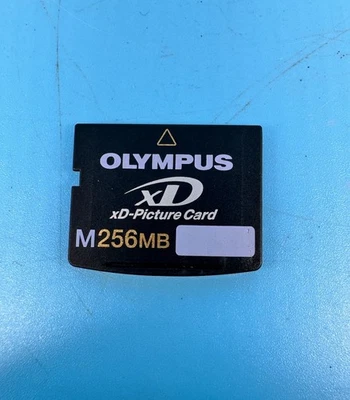 OLYMPUS
xD
xD-Picture Card
M256MB